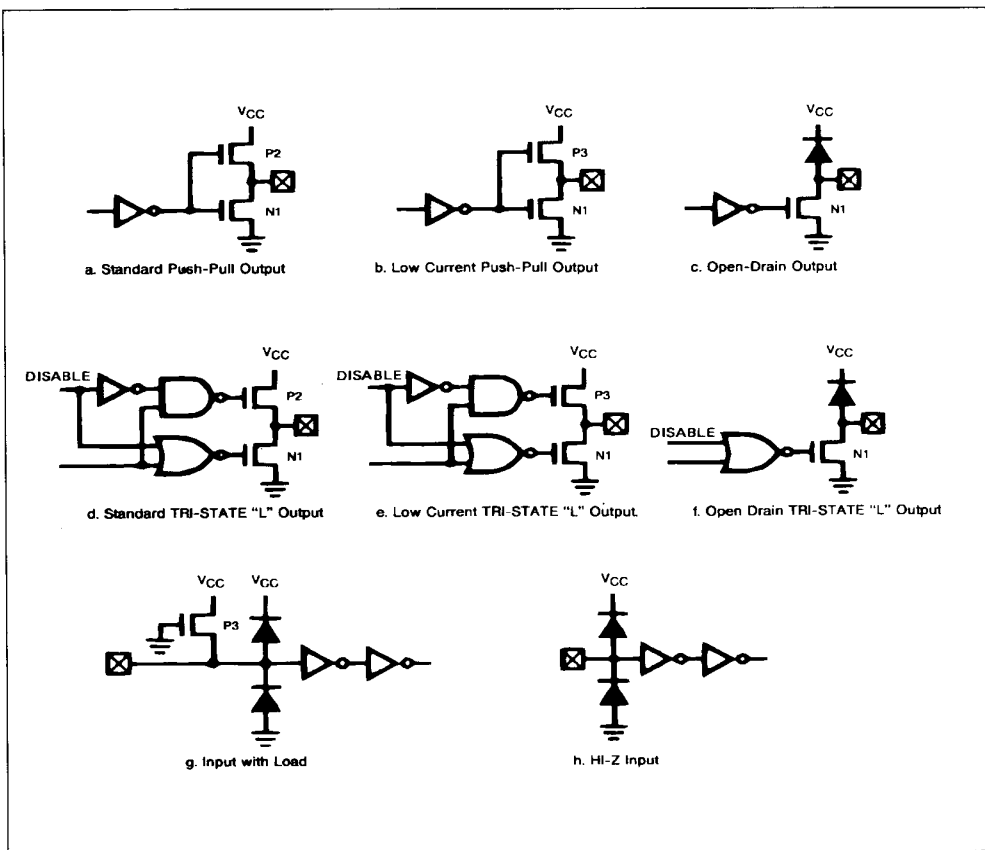 VCC VCC VCC
P2 P3
N1 N1 N1
a. Standard Push-Pull Output b. Low Current Push-Pull Output c. Open-Drain Output
VCC VCC VCC
DISABLE DISABLE
P2 P3
DISABLE
N1 N1 N1
d. Standard TRI-STATE "L" Output e. Low Current TRI-STATE "L" Output. f. Open Drain TRI-STATE "L" Output
VCC VCC VCC
P3
g. Input with Load h. HI-Z Input